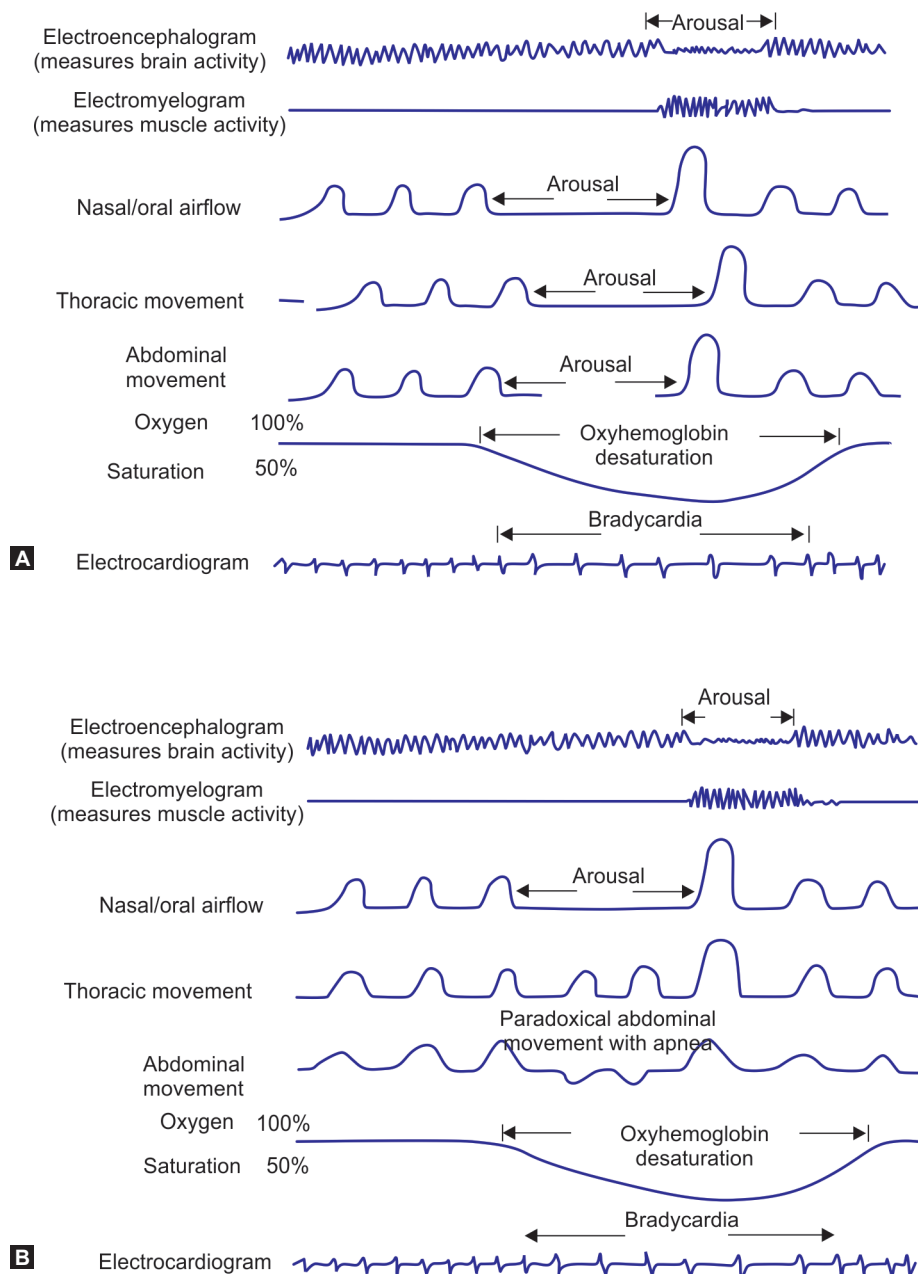 Arousal
Electroencephalogram
(measures brain activity)
Electromyelogram
(measures muscle activity)
Arousal
Nasal/oral airflow
Arousal
Thoracic movement
Abdominal
movement
Arousal
Oxygen 100%
Oxyhemoglobin
desaturation
Saturation 50%
Bradycardia
A
Electrocardiogram
Arousal
Electroencephalogram
(measures brain activity)
Electromyelogram
(measures muscle activity)
Arousal
Nasal/oral airflow
Thoracic movement
Paradoxical abdominal
movement with apnea
Abdominal
movement
Oxygen 100%
Oxyhemoglobin
desaturation
Saturation 50%
Bradycardia
B
Electrocardiogram